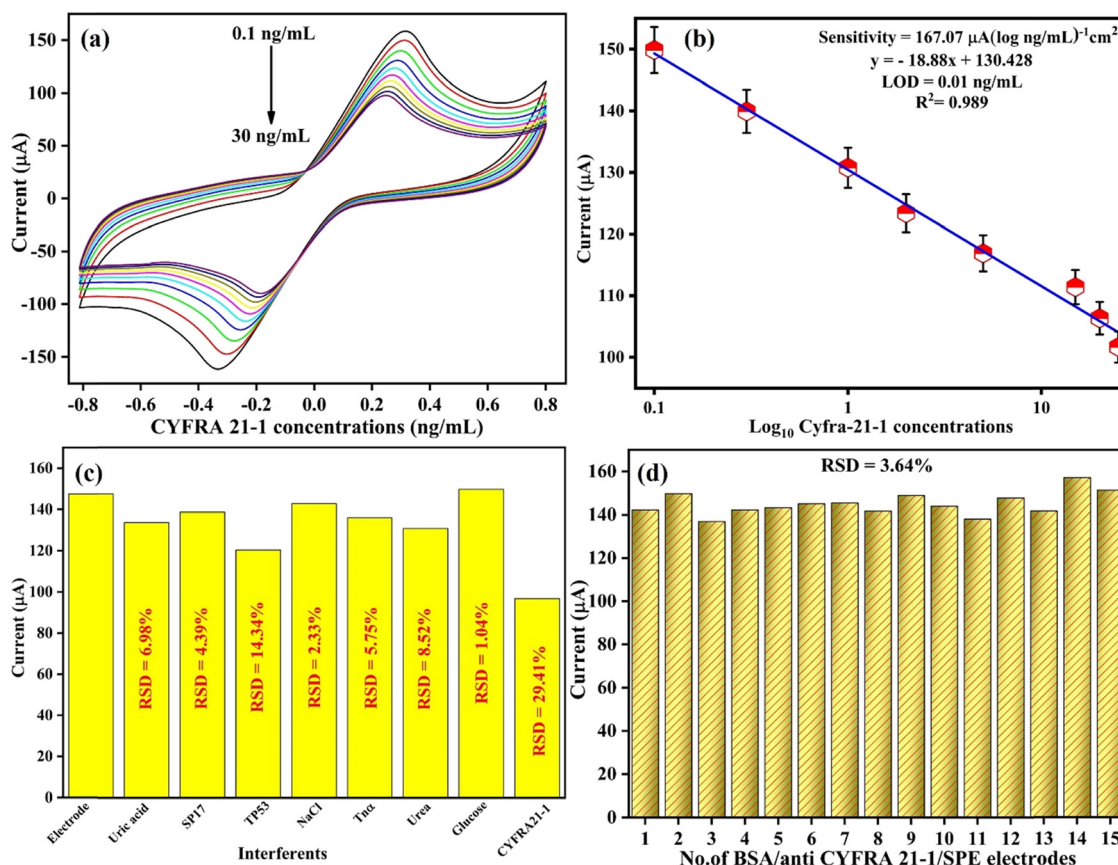 (a)
0.1 ng/mL
30 ng/mL
Current (µA)
150
100
50
0
-50
-100
-150
-0.8 -0.6 -0.4 -0.2 0.0 0.2 0.4 0.6 0.8
CYFRA 21-1 concentrations (ng/mL)
(b)
Sensitivity = 167.07 µA(log ng/mL)⁻¹cm²
y = - 18.88x + 130.428
LOD = 0.01 ng/mL
R²= 0.989
Current (µA)
150
140
130
120
110
100
0.1 1 10
Log₁₀ Cyfra-21-1 concentrations
(c)
Current (µA)
160
140
120
100
80
60
40
20
0
RSD = 6.98%
RSD = 4.39%
RSD = 14.34%
RSD = 2.33%
RSD = 5.75%
RSD = 8.52%
RSD = 1.04%
RSD = 29.41%
Electrode Uric acid SP17 TP53 NaCl Tnα Urea Glucose CYFRA21-1
Interferents
(d)
RSD = 3.64%
Current (µA)
160
140
120
100
80
60
40
20
0
1 2 3 4 5 6 7 8 9 10 11 12 13 14 15
No.of BSA/anti CYFRA 21-1/SPE electrodes